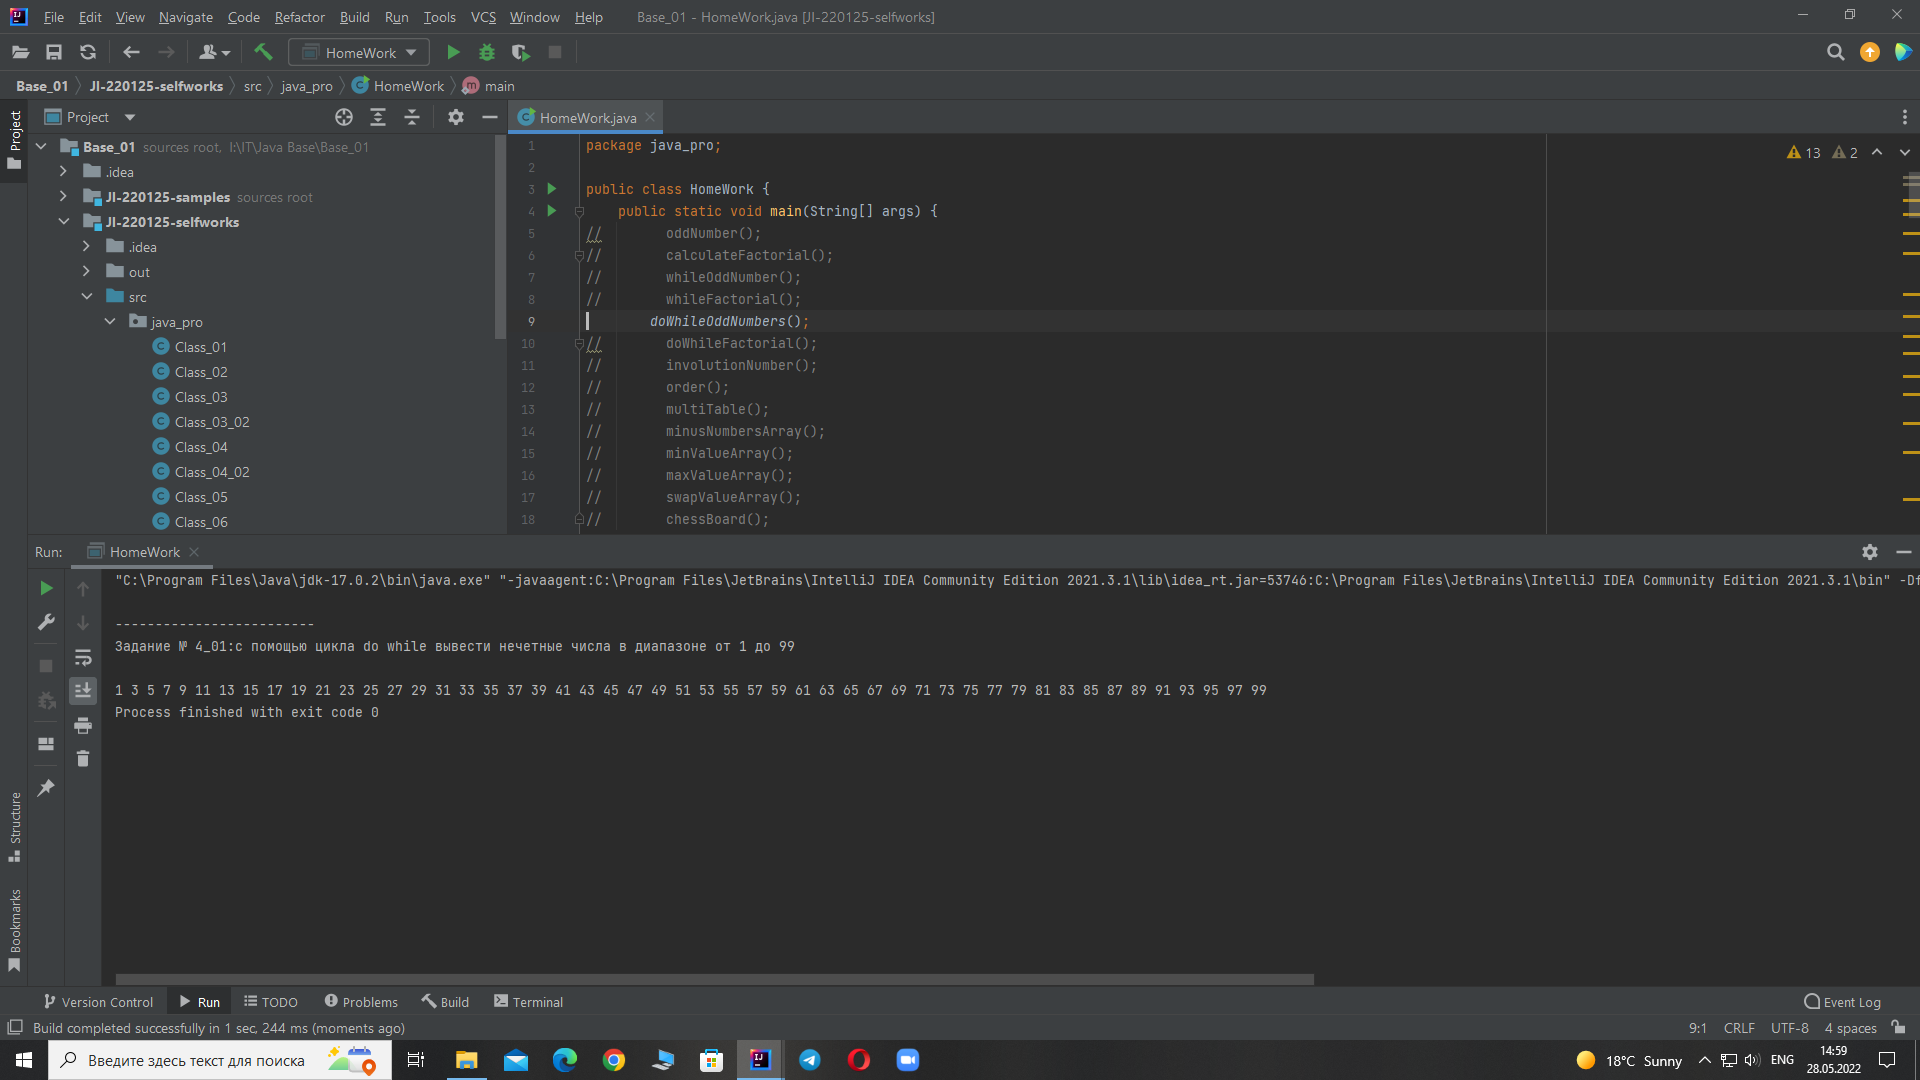 File Edit View Navigate Code Refactor Build Run Tools VCS Window Help Base_01 - HomeWork.java [JI-220125-selfworks]
HomeWork
Base_01 JI-220125-selfworks src java_pro HomeWork main
Project
Project
HomeWork.java
Base_01 sources root, I:\IT\Java Base\Base_01
.idea
JI-220125-samples sources root
JI-220125-selfworks
.idea
out
src
java_pro
Class_01
Class_02
Class_03
Class_03_02
Class_04
Class_04_02
Class_05
Class_06
13 2
1 package java_pro;
2
3 public class HomeWork {
4 public static void main(String[] args) {
5 // oddNumber();
6 // calculateFactorial();
7 // whileOddNumber();
8 // whileFactorial();
9 doWhileOddNumbers();
10 // doWhileFactorial();
11 // involutionNumber();
12 // order();
13 // multiTable();
14 // minusNumbersArray();
15 // minValueArray();
16 // maxValueArray();
17 // swapValueArray();
18 // chessBoard();
Run: HomeWork
"C:\Program Files\Java\jdk-17.0.2\bin\java.exe" "-javaagent:C:\Program Files\JetBrains\IntelliJ IDEA Community Edition 2021.3.1\lib\idea_rt.jar=53746:C:\Program Files\JetBrains\IntelliJ IDEA Community Edition 2021.3.1\bin" -Df
-------------------------
Задание № 4_01:с помощью цикла do while вывести нечетные числа в диапазоне от 1 до 99
1 3 5 7 9 11 13 15 17 19 21 23 25 27 29 31 33 35 37 39 41 43 45 47 49 51 53 55 57 59 61 63 65 67 69 71 73 75 77 79 81 83 85 87 89 91 93 95 97 99
Process finished with exit code 0
Structure
Bookmarks
Version Control Run TODO Problems Build Terminal Event Log
Build completed successfully in 1 sec, 244 ms (moments ago) 9:1 CRLF UTF-8 4 spaces
Введите здесь текст для поиска
18°C Sunny ENG
14:59
28.05.2022